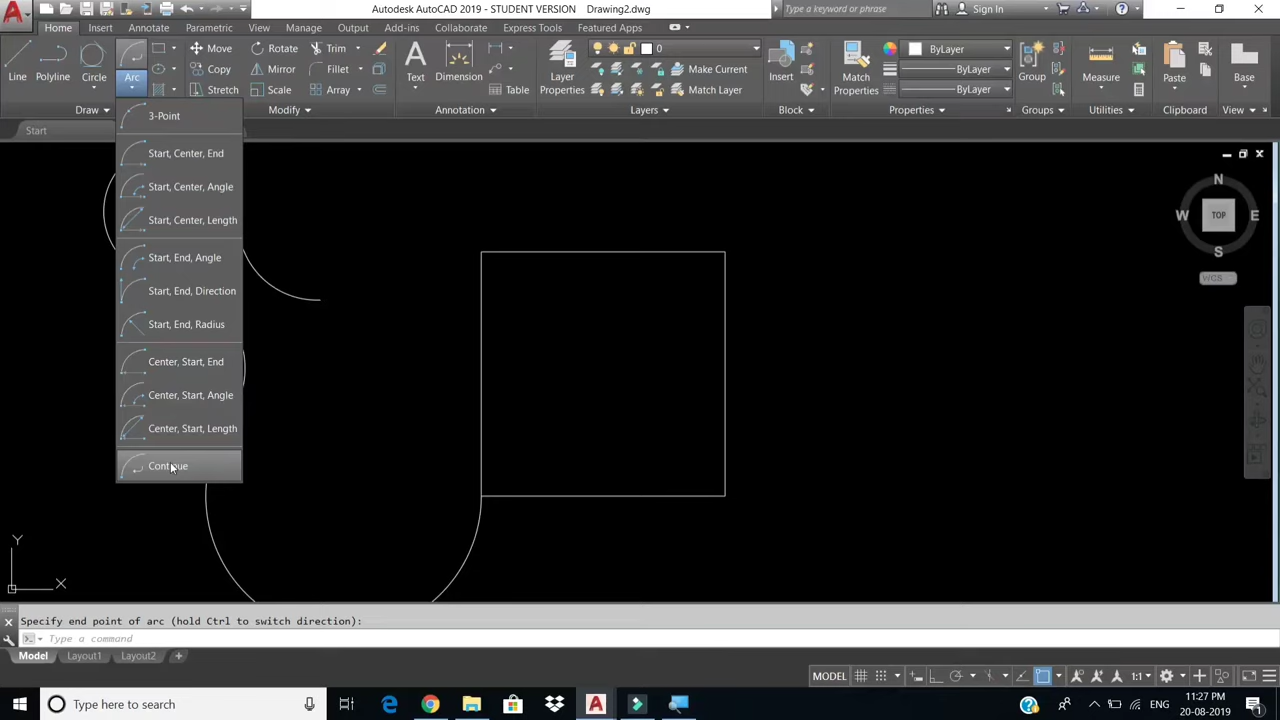 Autodesk AutoCAD 2019 - STUDENT VERSION Drawing2.dwg
Type a keyword or phrase
Sign In
Home Insert Annotate Parametric View Manage Output Add-ins Collaborate Express Tools Featured Apps
Line
Polyline
Circle
Arc
Move
Rotate
Trim
Copy
Mirror
Fillet
Stretch
Scale
Array
Text
Dimension
Table
Layer
Properties
0
Make Current
Match Layer
Insert
Match
Properties
ByLayer
ByLayer
ByLayer
Group
Measure
Paste
Base
Draw Modify Annotation Layers Block Properties Groups Utilities Clipboard View
Start
3-Point
Start, Center, End
Start, Center, Angle
Start, Center, Length
Start, End, Angle
Start, End, Direction
Start, End, Radius
Center, Start, End
Center, Start, Angle
Center, Start, Length
Continue
N
W TOP E
S
WCS
Y
X
Specify end point of arc (hold Ctrl to switch direction):
Type a command
Model Layout1 Layout2 +
MODEL
1:1
Type here to search
ENG
11:27 PM
20-08-2019
1